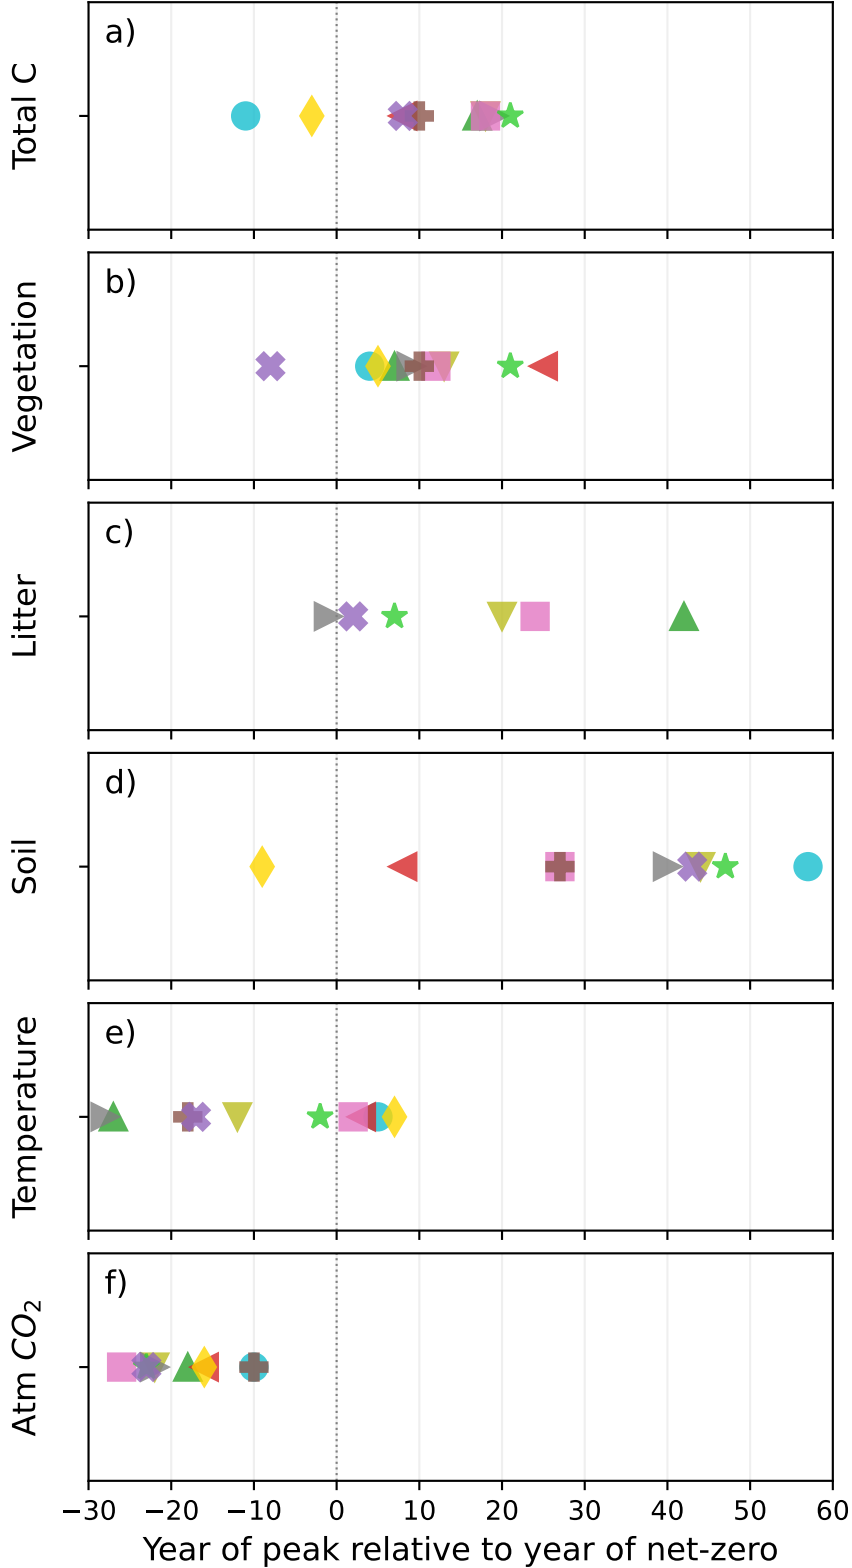 a)
Total C
b)
Vegetation
c)
Litter
d)
Soil
e)
Temperature
f)
Atm CO₂
−30 −20 −10 0 10 20 30 40 50 60
Year of peak relative to year of net-zero